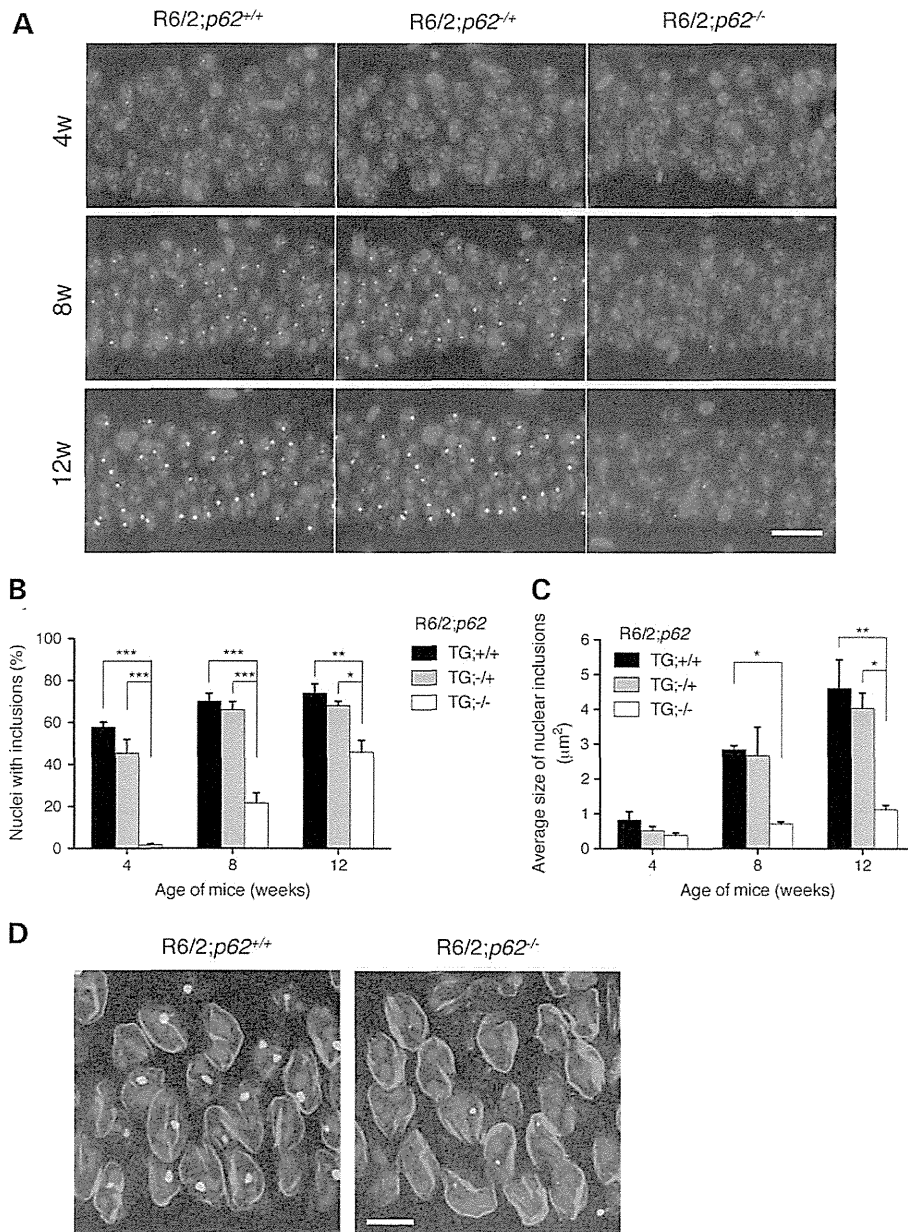 A
R6/2;p62+/+
R6/2;p62-/+
R6/2;p62-/-
4w
8w
12w
B
Nuclei with inclusions (%)
100
80
60
40
20
0
***
***
***
***
**
*
4
8
12
Age of mice (weeks)
R6/2;p62
TG;+/+
TG;-/+
TG;-/-
C
Average size of nuclear inclusions
(μm²)
6
5
4
3
2
1
0
R6/2;p62
TG;+/+
TG;-/+
TG;-/-
*
**
*
4
8
12
Age of mice (weeks)
D
R6/2;p62+/+
R6/2;p62-/-